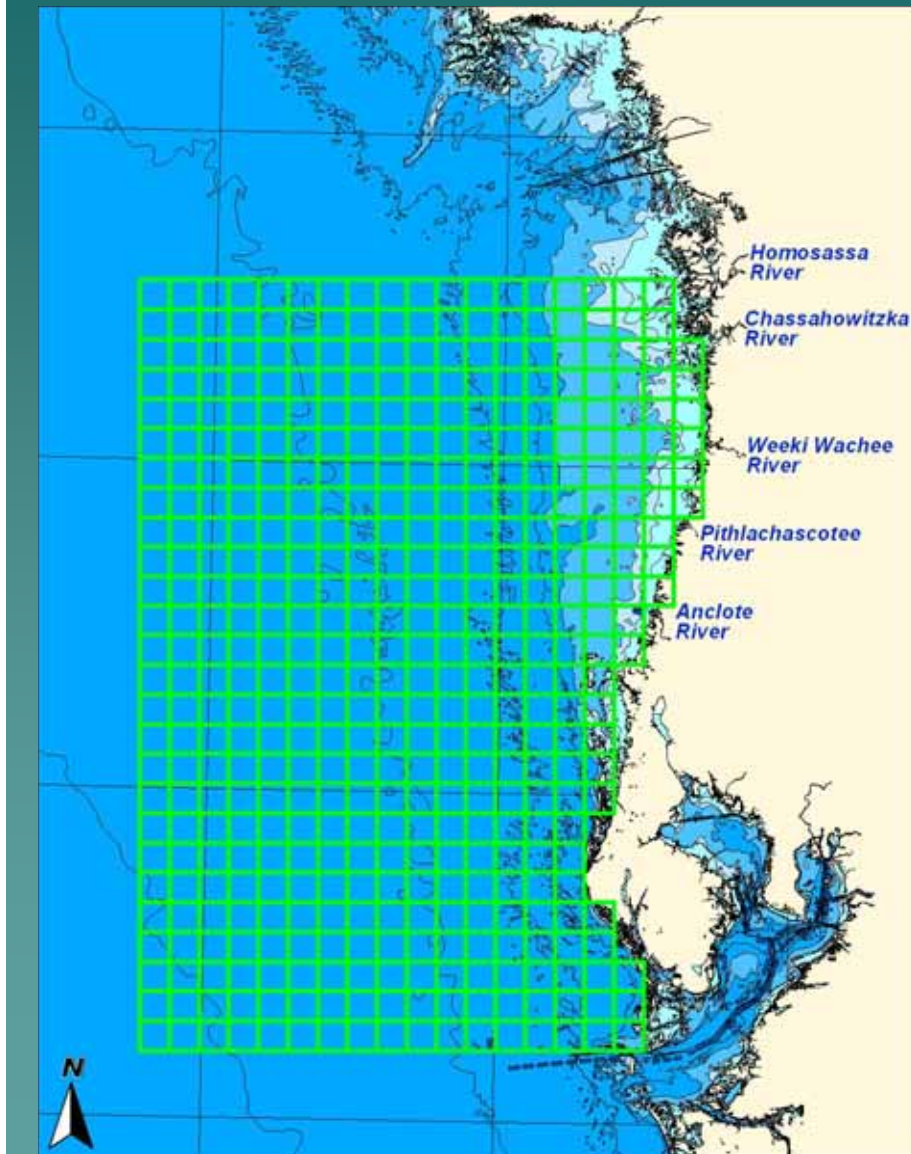 Homosassa
River
Chassahowitzka
River
Weeki Wachee
River
Pithlachascotee
River
Anclote
River
N